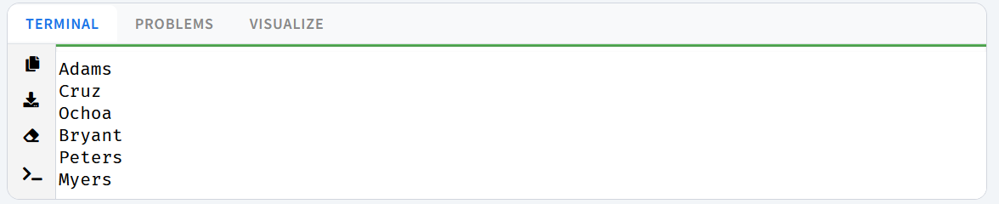 TERMINAL PROBLEMS VISUALIZE
Adams
Cruz
Ochoa
Bryant
Peters
Myers